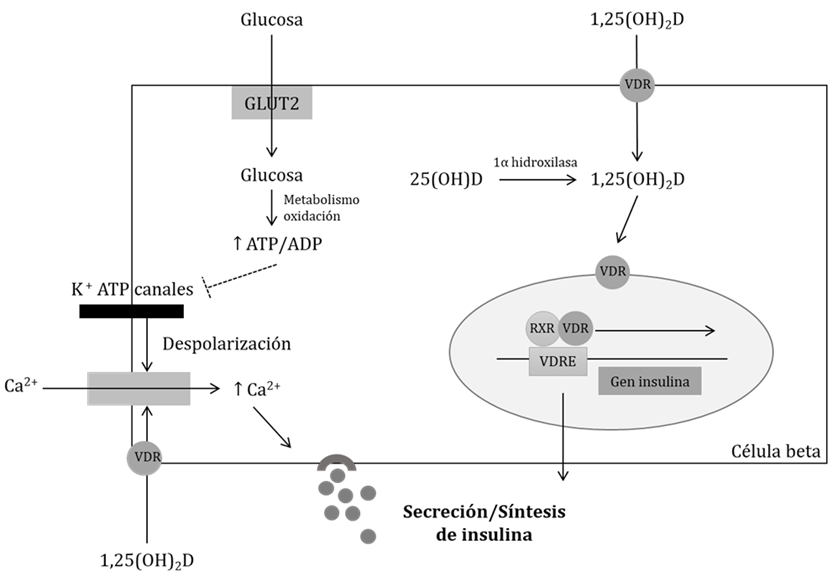 Glucosa
1,25(OH)₂D
VDR
GLUT2
Glucosa
25(OH)D
1α hidroxilasa
1,25(OH)₂D
Metabolismo
oxidación
↑ ATP/ADP
VDR
K⁺ ATP canales
RXR VDR
Despolarización
VDRE
Gen insulina
Ca²⁺
↑ Ca²⁺
VDR
Célula beta
Secreción/Síntesis
de insulina
1,25(OH)₂D